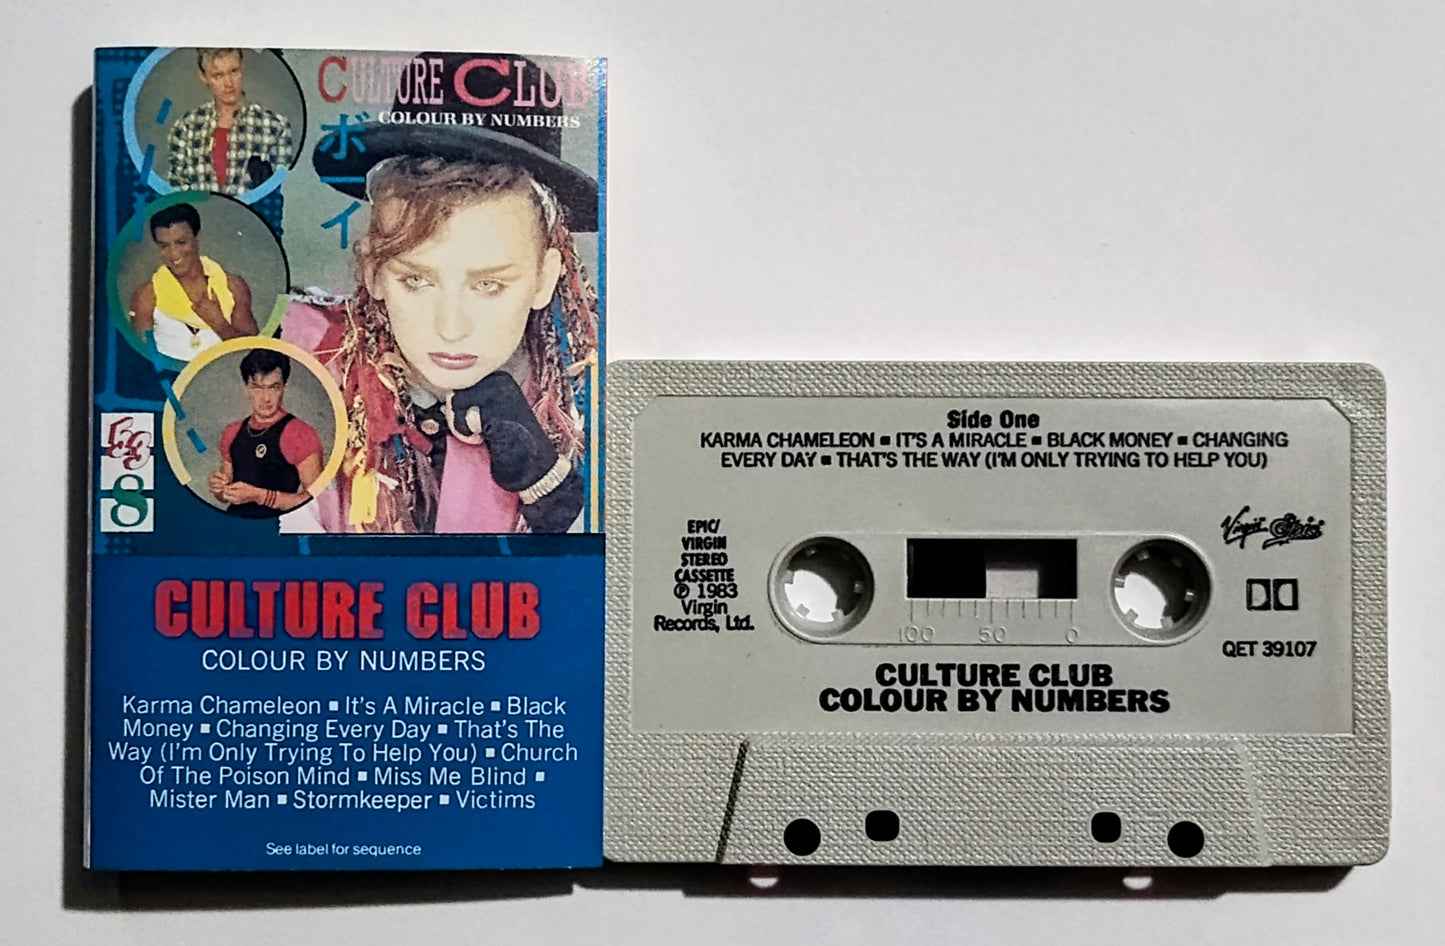 CULTURE CLUB
COLOUR BY NUMBERS
ボーイ
8
CULTURE CLUB
COLOUR BY NUMBERS
Karma Chameleon ▪ It's A Miracle ▪ Black
Money ▪ Changing Every Day ▪ That's The
Way (I'm Only Trying To Help You) ▪ Church
Of The Poison Mind ▪ Miss Me Blind ▪
Mister Man ▪ Stormkeeper ▪ Victims
See label for sequence
Side One
KARMA CHAMELEON ▪ IT'S A MIRACLE ▪ BLACK MONEY ▪ CHANGING
EVERY DAY ▪ THAT'S THE WAY (I'M ONLY TRYING TO HELP YOU)
EPIC/
VIRGIN
STEREO
CASSETTE
℗ 1983
Virgin
Records, Ltd.
Virgin Epic
QET 39107
100 50 0
CULTURE CLUB
COLOUR BY NUMBERS